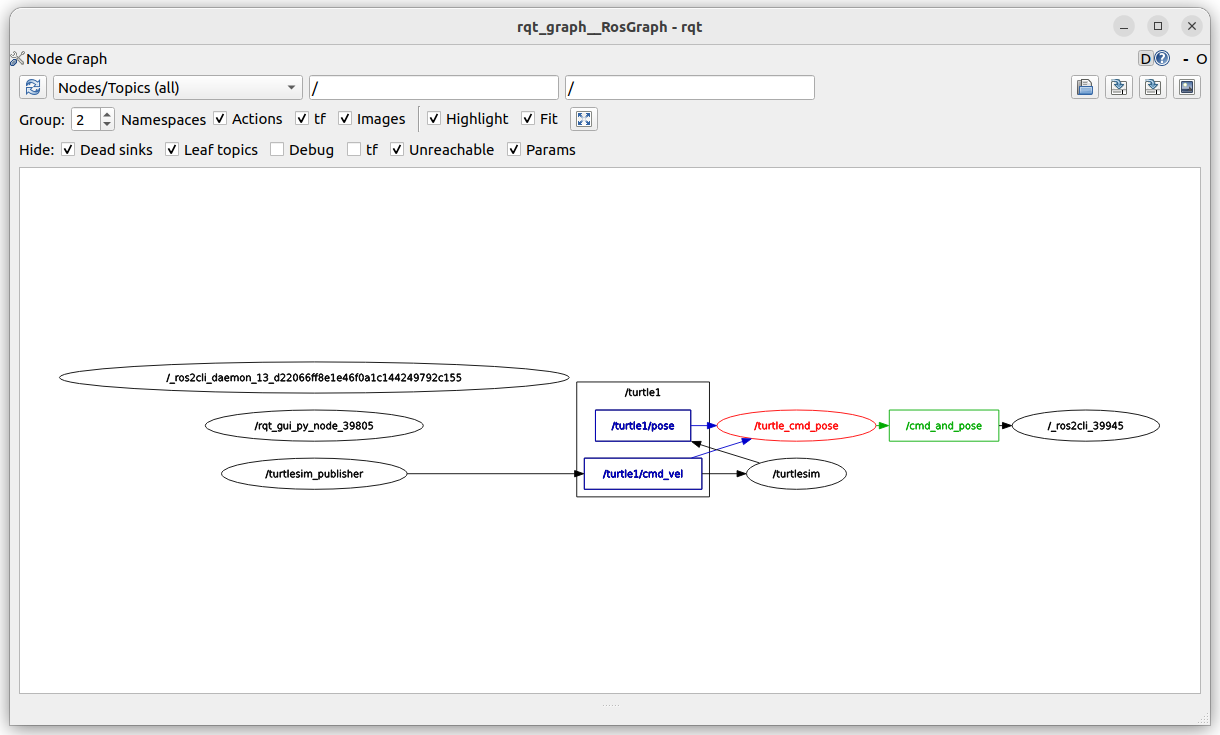 rqt_graph__RosGraph - rqt
Node Graph
D
- O
Nodes/Topics (all)
/
/
Group: 2 Namespaces Actions tf Images Highlight Fit
Hide: Dead sinks Leaf topics Debug tf Unreachable Params
/_ros2cli_daemon_13_d22066ff8e1e46f0a1c144249792c155
/turtle1
/rqt_gui_py_node_39805
/turtle1/pose
/turtle_cmd_pose
/cmd_and_pose
/_ros2cli_39945
/turtlesim_publisher
/turtle1/cmd_vel
/turtlesim